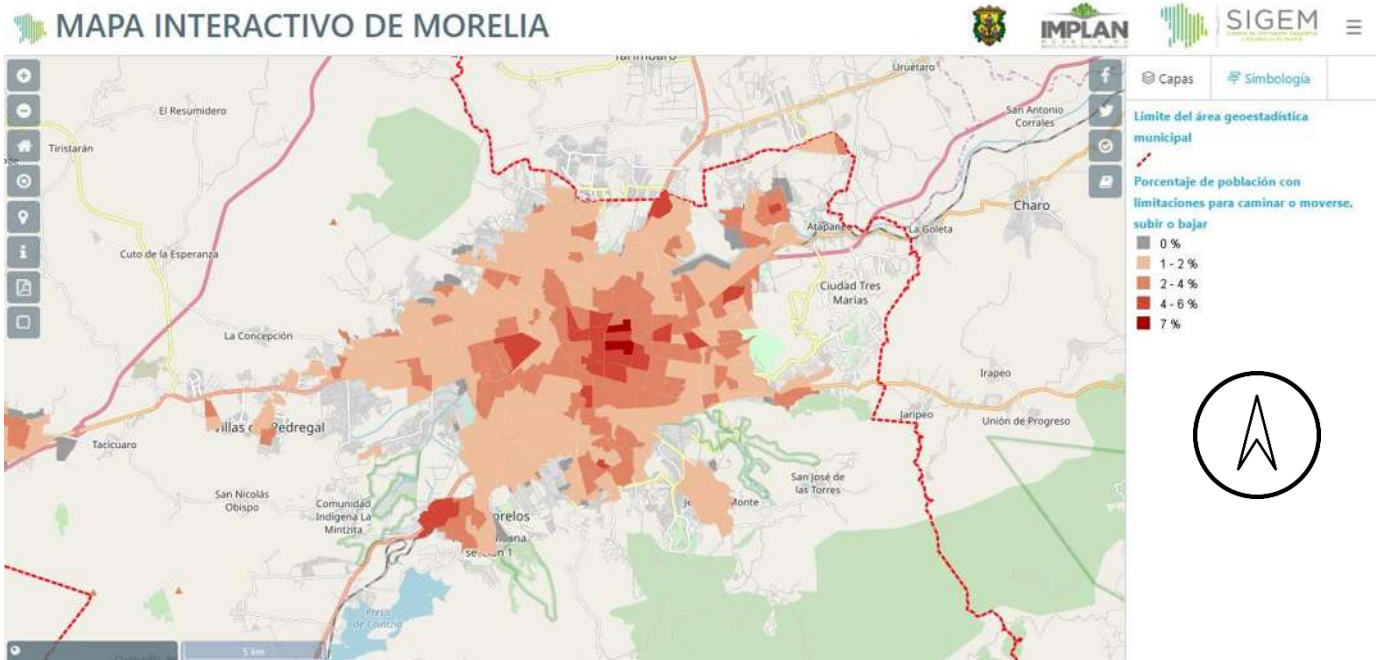 MAPA INTERACTIVO DE MORELIA
IMPLAN
SIGEM
Capas
Simbología
Límite del área geoestadística
municipal
Porcentaje de población con
limitaciones para caminar o moverse,
subir o bajar
0 %
1 - 2 %
2 - 4 %
4 - 6 %
7 %
Uruétaro
El Resumidero
San Antonio
Corrales
Tiristarán
Charo
Atapaneo
La Goleta
Cuto de la Esperanza
Ciudad Tres
Marías
La Concepción
Irapeo
Jaripeo
Unión de Progreso
Villas del Pedregal
Tacícuaro
San José de
las Torres
San Nicolás
Obispo
Comunidad
Indígena La
Mintzita
Monte
sección 1
Presa
de Cointzio
5 km